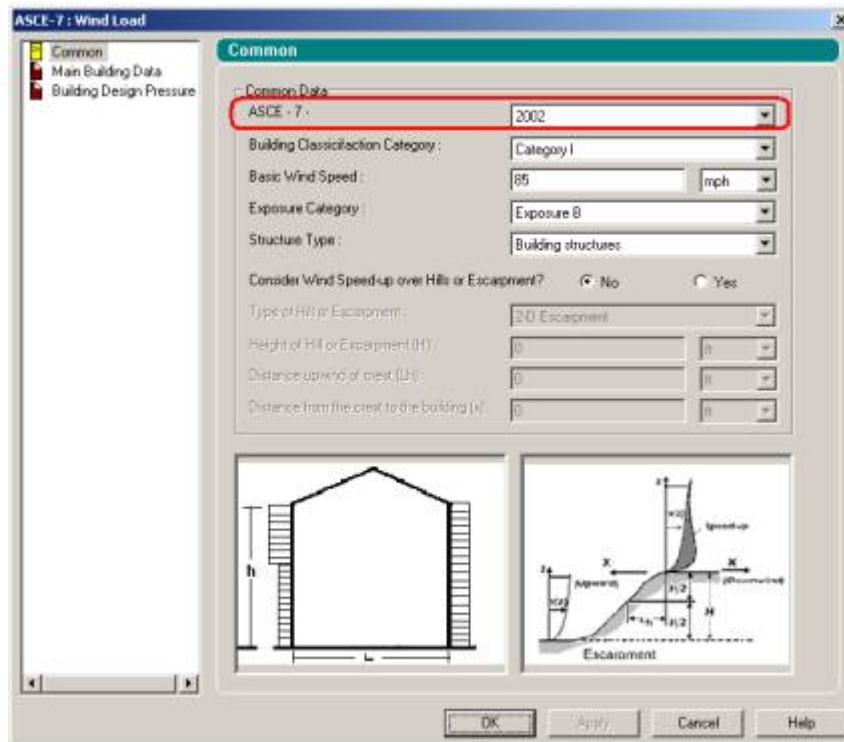 ASCE-7 : Wind Load
Common
Main Building Data
Building Design Pressure
Common
Common Data
ASCE - 7 -
2002
Building Classicifaction Category :
Category I
Basic Wind Speed :
85
mph
Exposure Category :
Exposure B
Structure Type :
Building structures
Consider Wind Speed-up over Hills or Escarpment?
No
Yes
Type of Hill or Escarpment :
2-D Escarpment
Height of Hill or Escarpment (H) :
0
ft
Distance upwind of crest (Lh) :
0
ft
Distance from the crest to the building (x)
0
ft
h
L
z
V(z)
Speed-up
x
x
z
(Upwind)
(Downwind)
V(z)
H/2
H
Lh
H/2
Escarpment
OK
Apply
Cancel
Help